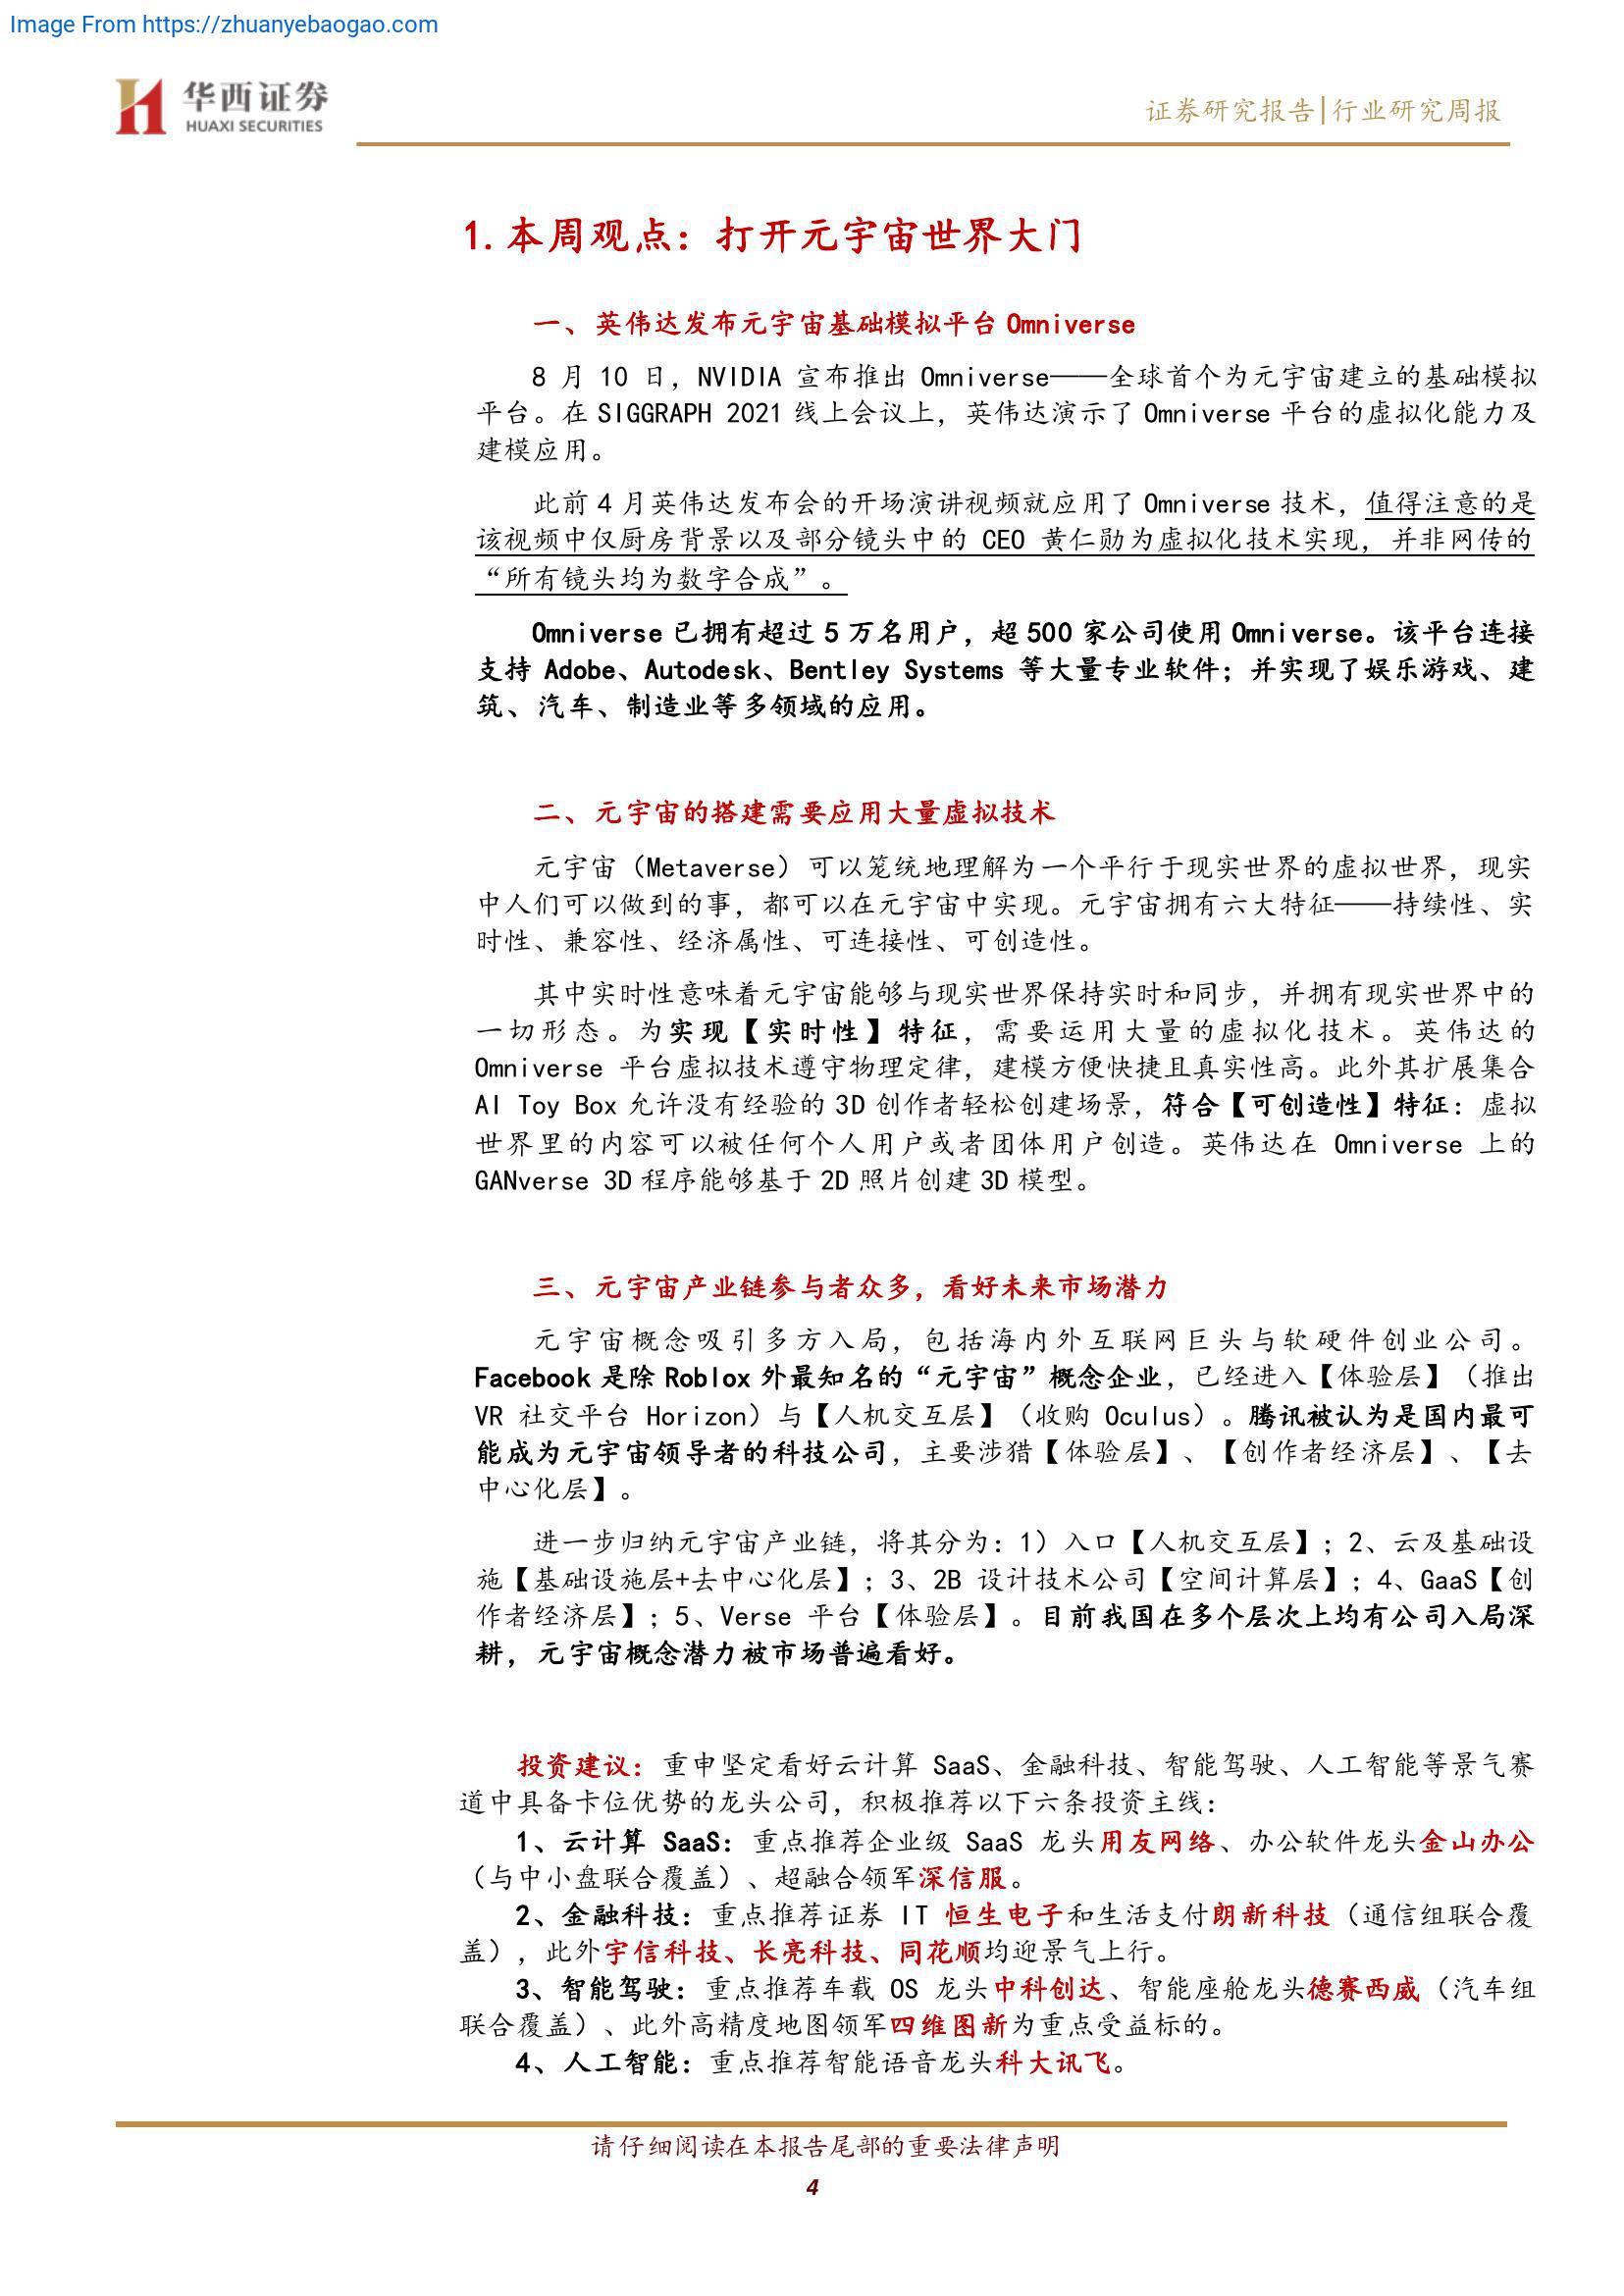 Image From https://zhuanyebaogao.com
华西证券
HUAXI SECURITIES
证券研究报告|行业研究周报
1.本周观点：打开元宇宙世界大门
一、英伟达发布元宇宙基础模拟平台 Omniverse
8 月 10 日，NVIDIA 宣布推出 Omniverse——全球首个为元宇宙建立的基础模拟
平台。在 SIGGRAPH 2021 线上会议上，英伟达演示了 Omniverse 平台的虚拟化能力及
建模应用。
此前 4 月英伟达发布会的开场演讲视频就应用了 Omniverse 技术，值得注意的是
该视频中仅厨房背景以及部分镜头中的 CEO 黄仁勋为虚拟化技术实现，并非网传的
“所有镜头均为数字合成”。
Omniverse 已拥有超过 5 万名用户，超 500 家公司使用 Omniverse。该平台连接
支持 Adobe、Autodesk、Bentley Systems 等大量专业软件；并实现了娱乐游戏、建
筑、汽车、制造业等多领域的应用。
二、元宇宙的搭建需要应用大量虚拟技术
元宇宙（Metaverse）可以笼统地理解为一个平行于现实世界的虚拟世界，现实
中人们可以做到的事，都可以在元宇宙中实现。元宇宙拥有六大特征——持续性、实
时性、兼容性、经济属性、可连接性、可创造性。
其中实时性意味着元宇宙能够与现实世界保持实时和同步，并拥有现实世界中的
一切形态。为实现【实时性】特征，需要运用大量的虚拟化技术。英伟达的
Omniverse 平台虚拟技术遵守物理定律，建模方便快捷且真实性高。此外其扩展集合
AI Toy Box 允许没有经验的 3D 创作者轻松创建场景，符合【可创造性】特征：虚拟
世界里的内容可以被任何个人用户或者团体用户创造。英伟达在 Omniverse 上的
GANverse 3D 程序能够基于 2D 照片创建 3D 模型。
三、元宇宙产业链参与者众多，看好未来市场潜力
元宇宙概念吸引多方入局，包括海内外互联网巨头与软硬件创业公司。
Facebook 是除 Roblox 外最知名的“元宇宙”概念企业，已经进入【体验层】（推出
VR 社交平台 Horizon）与【人机交互层】（收购 Oculus）。腾讯被认为是国内最可
能成为元宇宙领导者的科技公司，主要涉猎【体验层】、【创作者经济层】、【去
中心化层】。
进一步归纳元宇宙产业链，将其分为：1）入口【人机交互层】；2、云及基础设
施【基础设施层+去中心化层】；3、2B 设计技术公司【空间计算层】；4、GaaS【创
作者经济层】；5、Verse 平台【体验层】。目前我国在多个层次上均有公司入局深
耕，元宇宙概念潜力被市场普遍看好。
投资建议：重申坚定看好云计算 SaaS、金融科技、智能驾驶、人工智能等景气赛
道中具备卡位优势的龙头公司，积极推荐以下六条投资主线：
1、云计算 SaaS：重点推荐企业级 SaaS 龙头用友网络、办公软件龙头金山办公
（与中小盘联合覆盖）、超融合领军深信服。
2、金融科技：重点推荐证券 IT 恒生电子和生活支付朗新科技（通信组联合覆
盖），此外宇信科技、长亮科技、同花顺均迎景气上行。
3、智能驾驶：重点推荐车载 OS 龙头中科创达、智能座舱龙头德赛西威（汽车组
联合覆盖）、此外高精度地图领军四维图新为重点受益标的。
4、人工智能：重点推荐智能语音龙头科大讯飞。
请仔细阅读在本报告尾部的重要法律声明
4